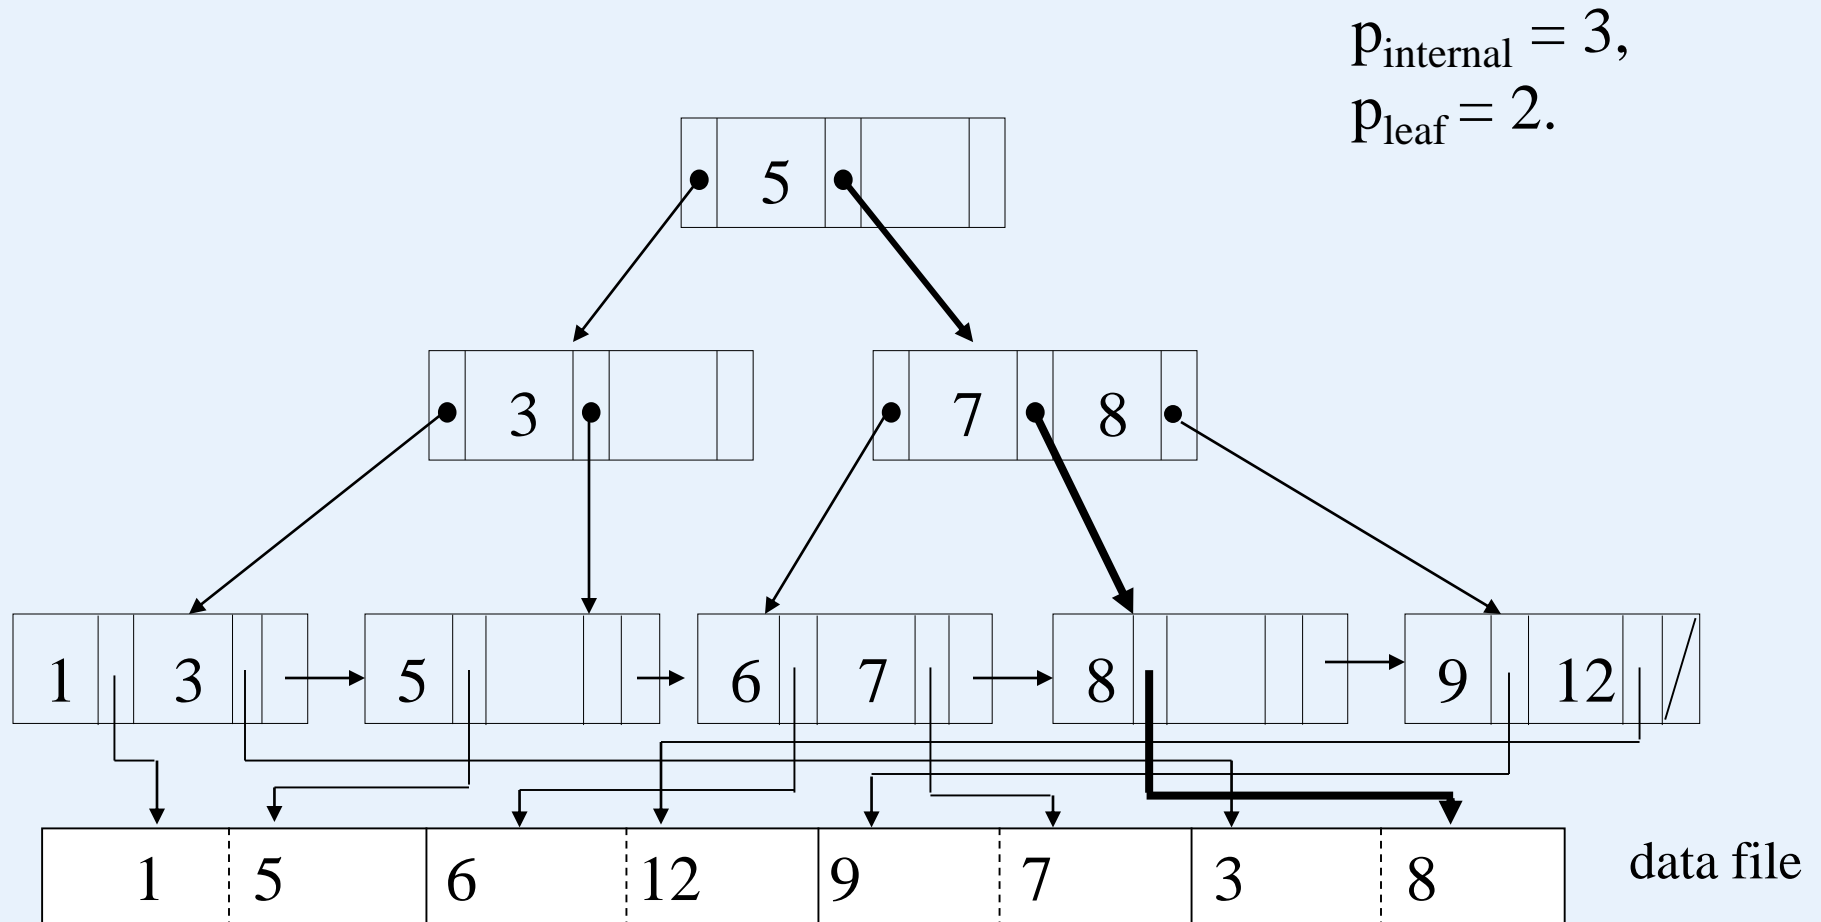 p_internal = 3,
p_leaf = 2.
5
3 7 8
1 3 5 6 7 8 9 12
1 5 6 12 9 7 3 8 data file